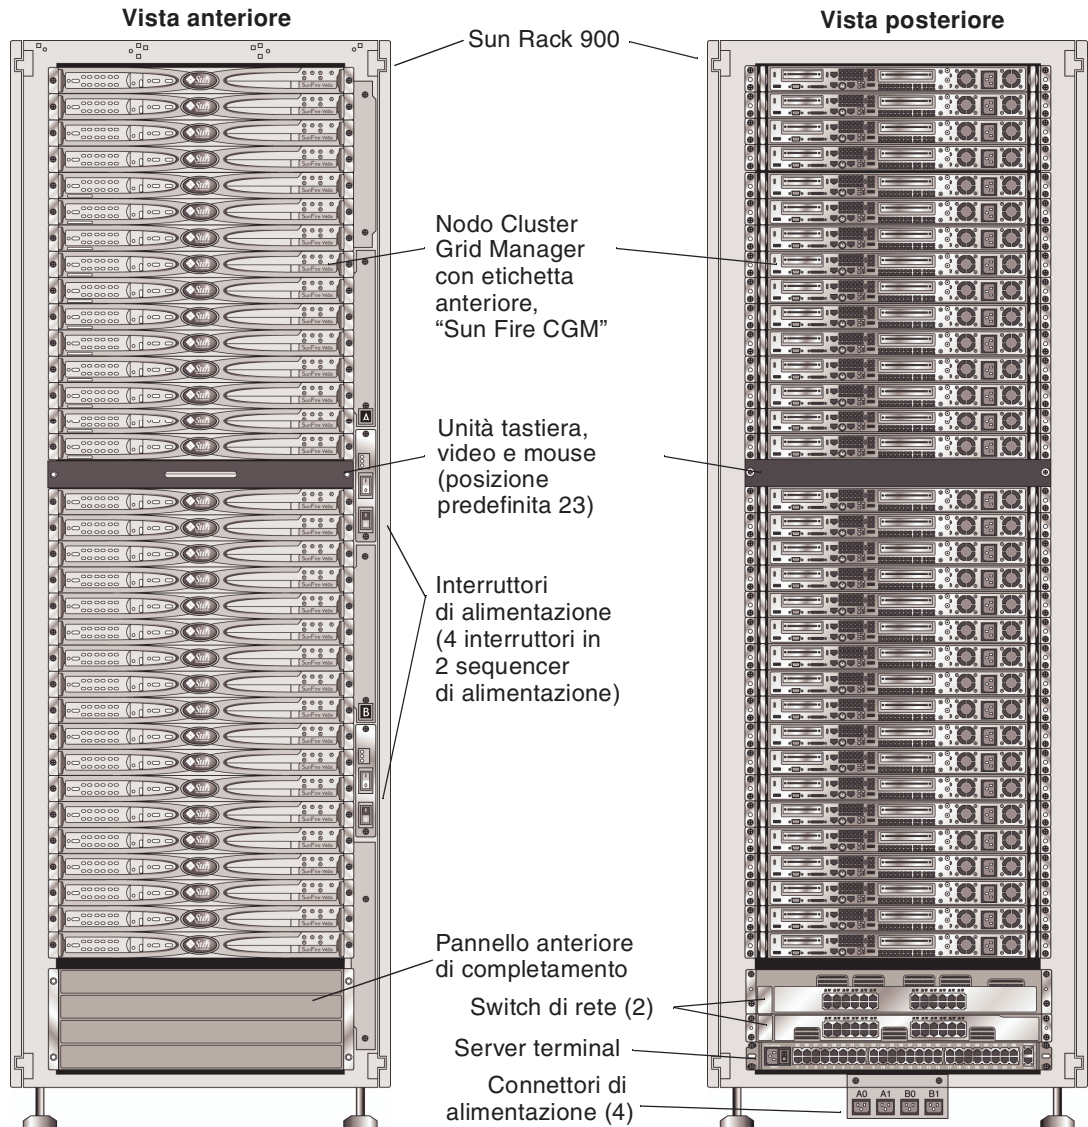 Vista anteriore
Vista posteriore
Sun Rack 900
Nodo Cluster
Grid Manager
con etichetta
anteriore,
“Sun Fire CGM”
Unità tastiera,
video e mouse
(posizione
predefinita 23)
Interruttori
di alimentazione
(4 interruttori in
2 sequencer
di alimentazione)
Pannello anteriore
di completamento
Switch di rete (2)
Server terminal
Connettori di
alimentazione (4)
A
B
A0 A1 B0 B1
Sun